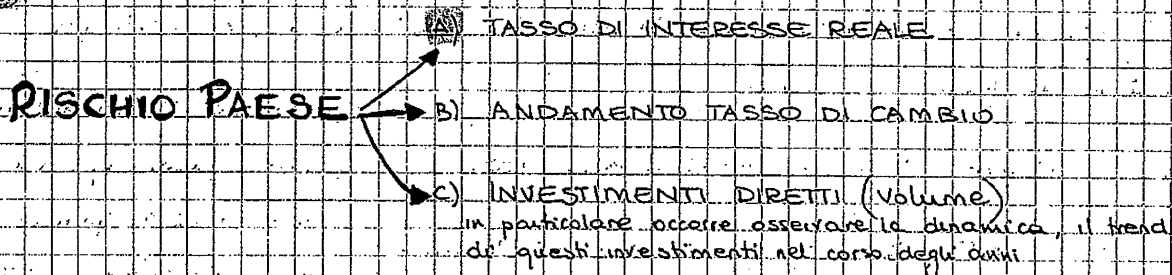 A) TASSO DI INTERESSE REALE
RISCHIO PAESE
B) ANDAMENTO TASSO DI CAMBIO
C) INVESTIMENTI DIRETTI (volume)
in particolare occorre osservare la dinamica, il trend
di questi investimenti nel corso degli anni